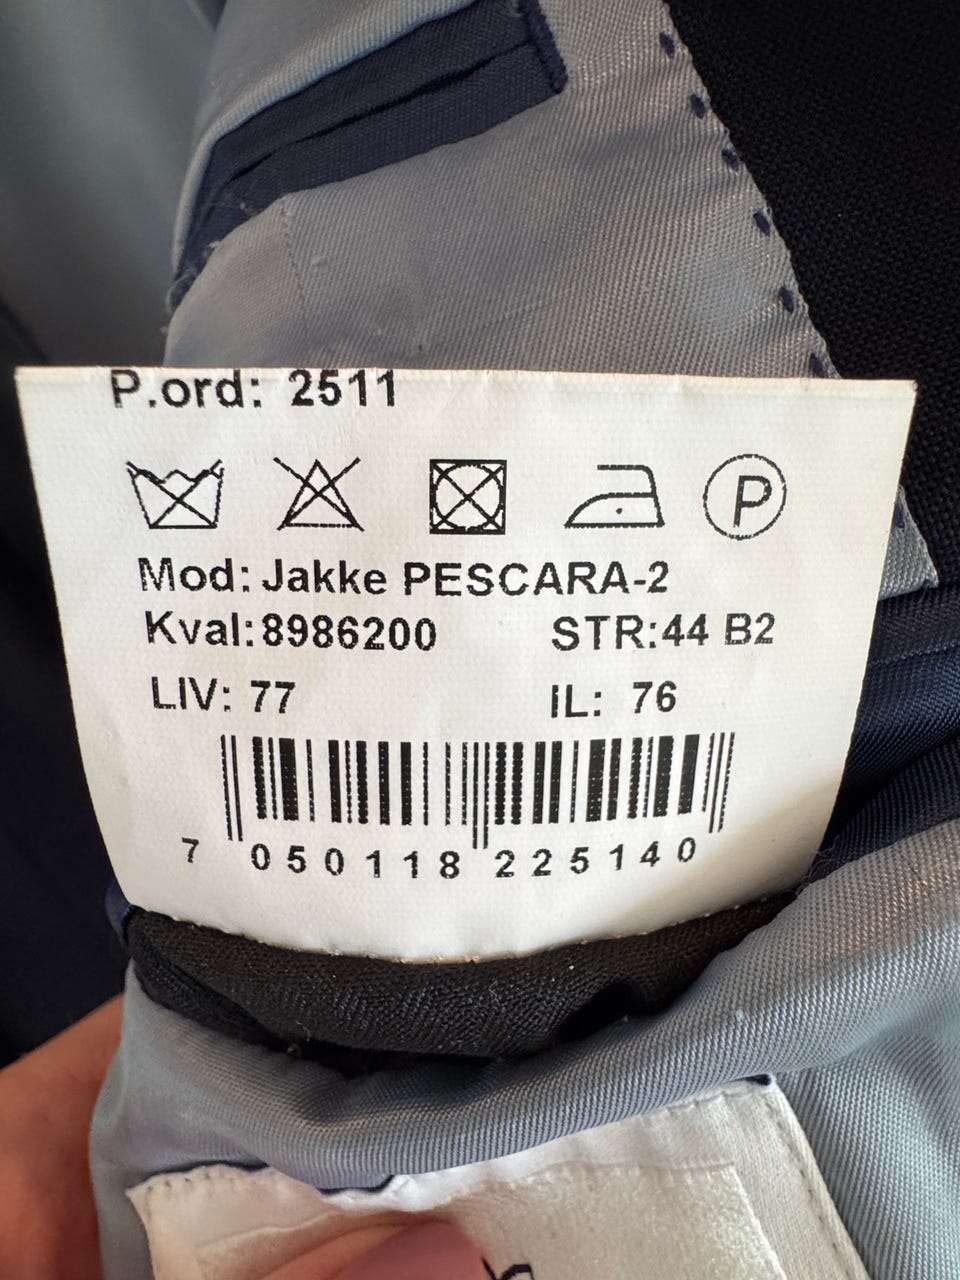 P.ord: 2511
P
Mod: Jakke PESCARA-2
Kval:8986200 STR:44 B2
LIV: 77 IL: 76
7 050118 225140